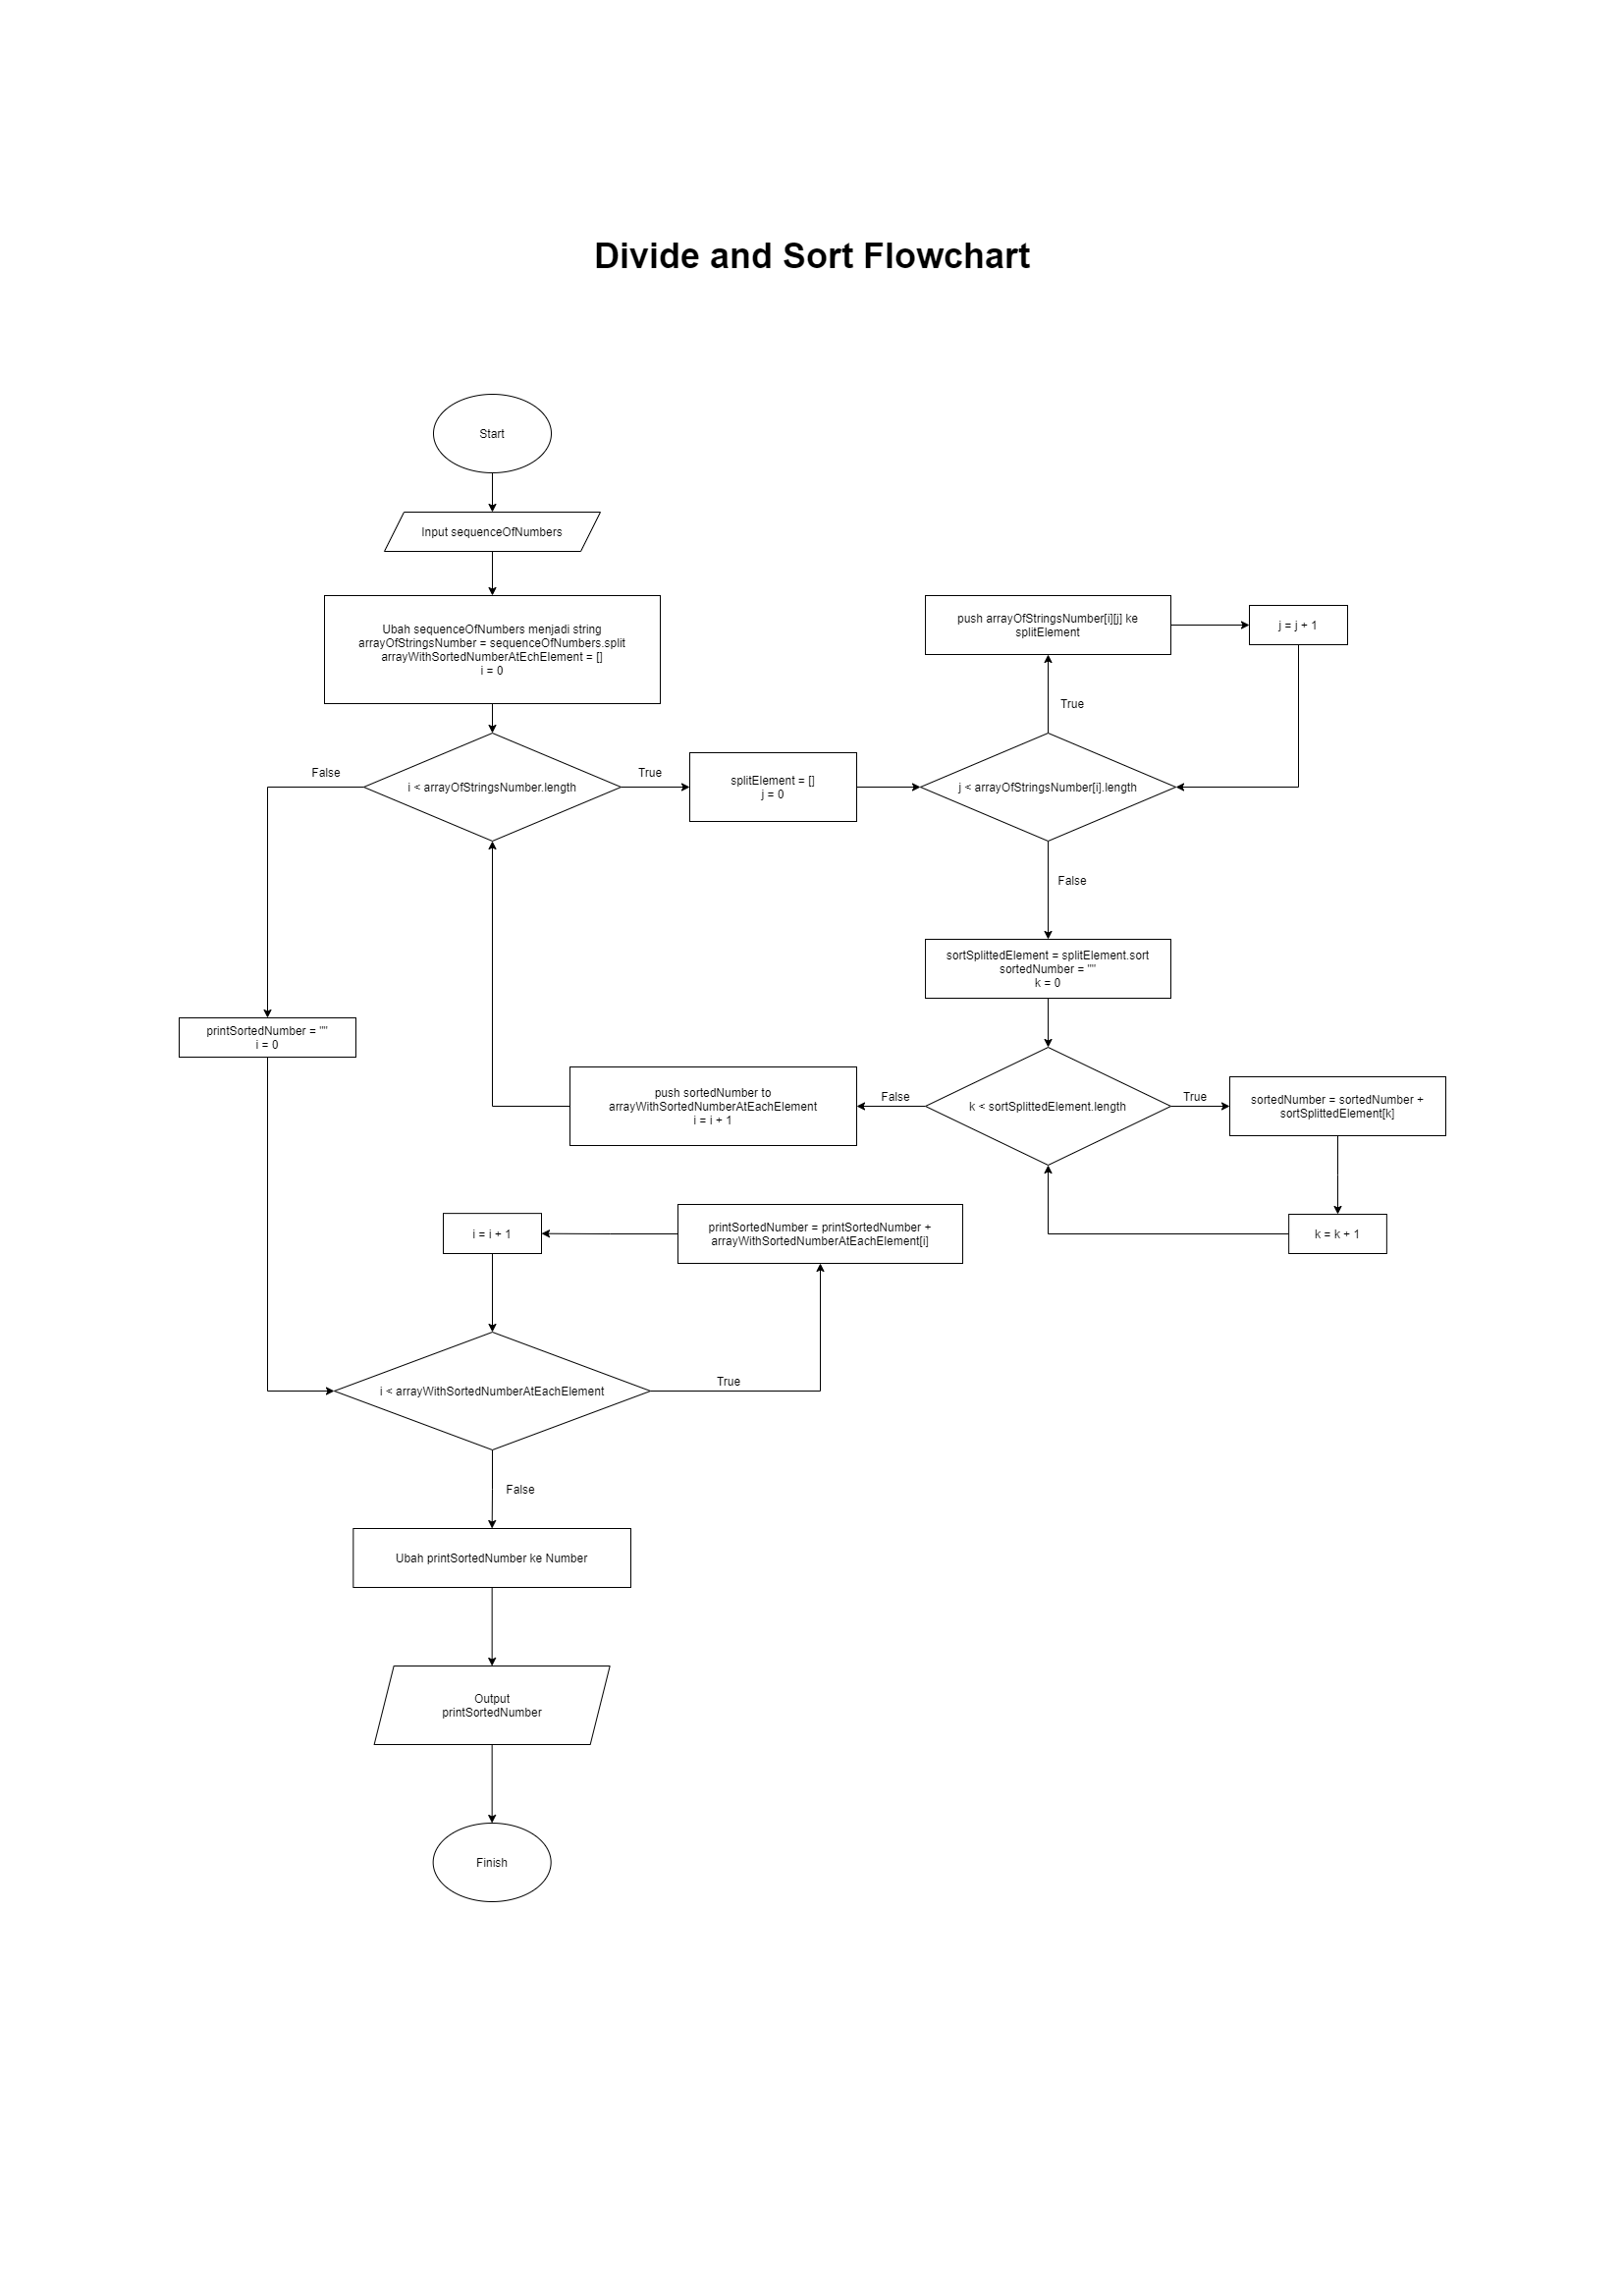 Divide and Sort Flowchart
Start
Input sequenceOfNumbers
Ubah sequenceOfNumbers menjadi string
arrayOfStringsNumber = sequenceOfNumbers.split
arrayWithSortedNumberAtEchElement = []
i = 0
push arrayOfStringsNumber[i][j] ke
splitElement
j = j + 1
True
False
i < arrayOfStringsNumber.length
True
splitElement = []
j = 0
j < arrayOfStringsNumber[i].length
False
sortSplittedElement = splitElement.sort
sortedNumber = ""
k = 0
printSortedNumber = ""
i = 0
push sortedNumber to
arrayWithSortedNumberAtEachElement
i = i + 1
False
k < sortSplittedElement.length
True
sortedNumber = sortedNumber +
sortSplittedElement[k]
i = i + 1
printSortedNumber = printSortedNumber +
arrayWithSortedNumberAtEachElement[i]
k = k + 1
i < arrayWithSortedNumberAtEachElement
True
False
Ubah printSortedNumber ke Number
Output
printSortedNumber
Finish